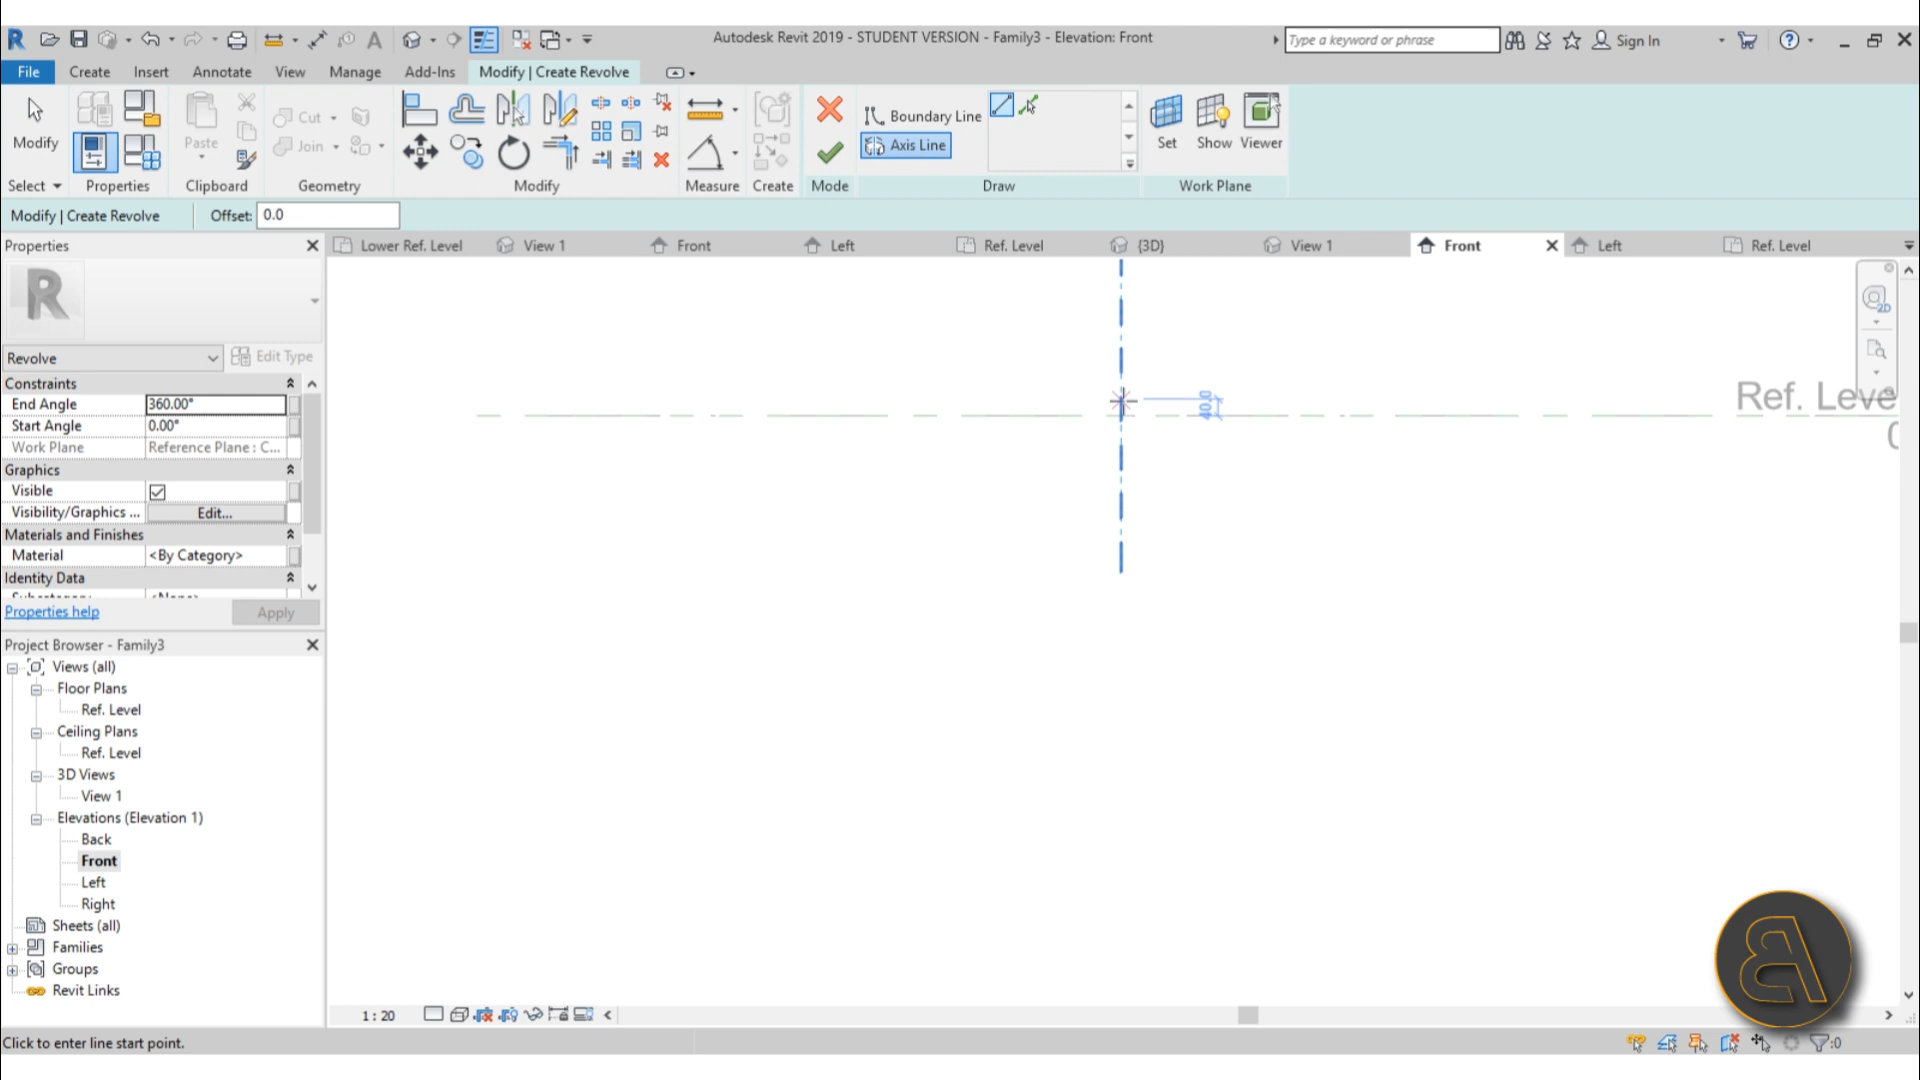 Autodesk Revit 2019 - STUDENT VERSION - Family3 - Elevation: Front
Type a keyword or phrase
Sign In
File Create Insert Annotate View Manage Add-Ins Modify | Create Revolve
Modify
Paste
Cut
Join
Boundary Line
Axis Line
Set Show Viewer
Select Properties Clipboard Geometry Modify Measure Create Mode Draw Work Plane
Modify | Create Revolve Offset: 0.0
Properties
Lower Ref. Level View 1 Front Left Ref. Level {3D} View 1 Front Left Ref. Level
2D
Revolve Edit Type
Constraints
End Angle 360.00°
Start Angle 0.00°
Work Plane Reference Plane : C...
Graphics
Visible
Visibility/Graphics ... Edit...
Materials and Finishes
Material <By Category>
Identity Data
Properties help Apply
40.0
Ref. Leve
Project Browser - Family3
Views (all)
Floor Plans
Ref. Level
Ceiling Plans
Ref. Level
3D Views
View 1
Elevations (Elevation 1)
Back
Front
Left
Right
Sheets (all)
Families
Groups
Revit Links
1 : 20
Click to enter line start point.
:0